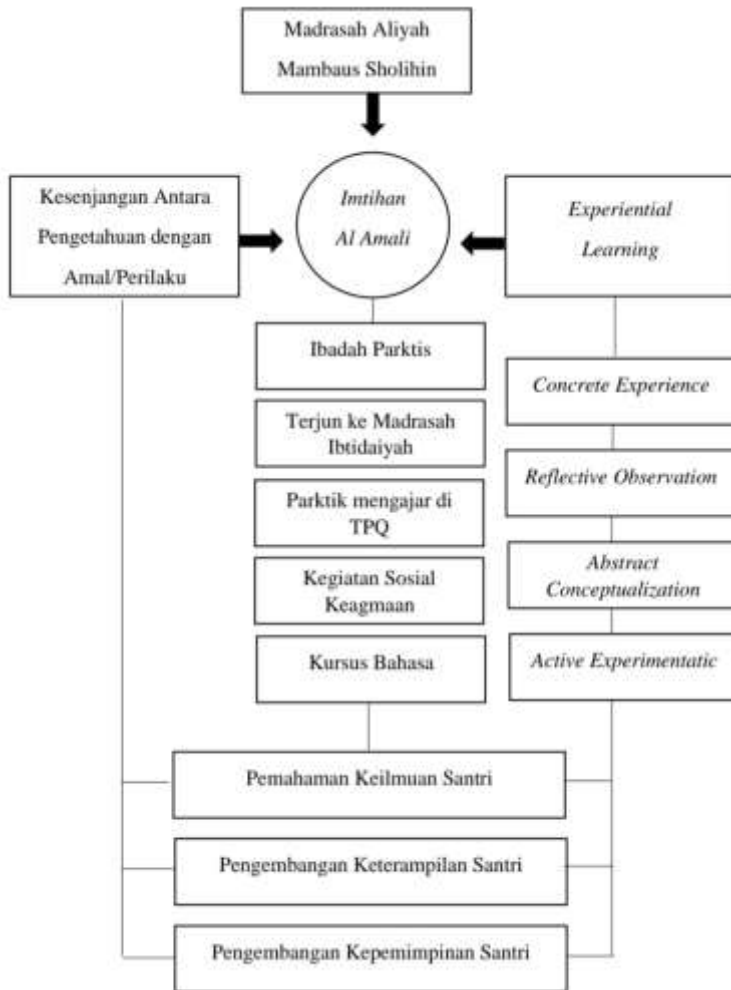 Madrasah Aliyah
Mambaus Sholihin
Kesenjangan Antara
Pengetahuan dengan
Amal/Perilaku
Imtihan
Al Amali
Experiential
Learning
Ibadah Parktis
Terjun ke Madrasah
Ibtidaiyah
Parktik mengajar di
TPQ
Kegiatan Sosial
Keagmaan
Kursus Bahasa
Concrete Experience
Reflective Observation
Abstract
Conceptualization
Active Experimentatic
Pemahaman Keilmuan Santri
Pengembangan Keterampilan Santri
Pengembangan Kepemimpinan Santri